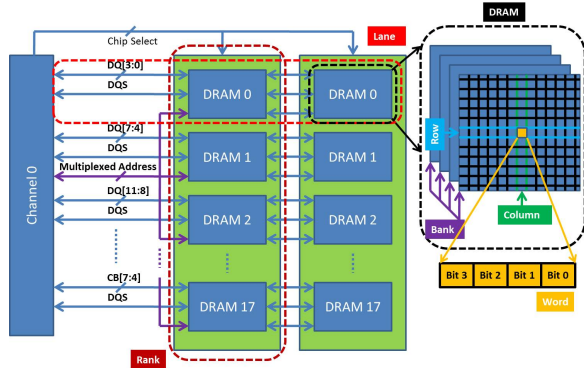 Chip Select
Lane
DRAM
Channel 0
DQ[3:0]
DQS
DRAM 0
DRAM 0
DQ[7:4]
DQS
DRAM 1
DRAM 1
Multiplexed Address
DQ[11:8]
DQS
DRAM 2
DRAM 2
CB[7:4]
DQS
DRAM 17
DRAM 17
Rank
Row
Bank
Column
Bit 3 Bit 2 Bit 1 Bit 0
Word